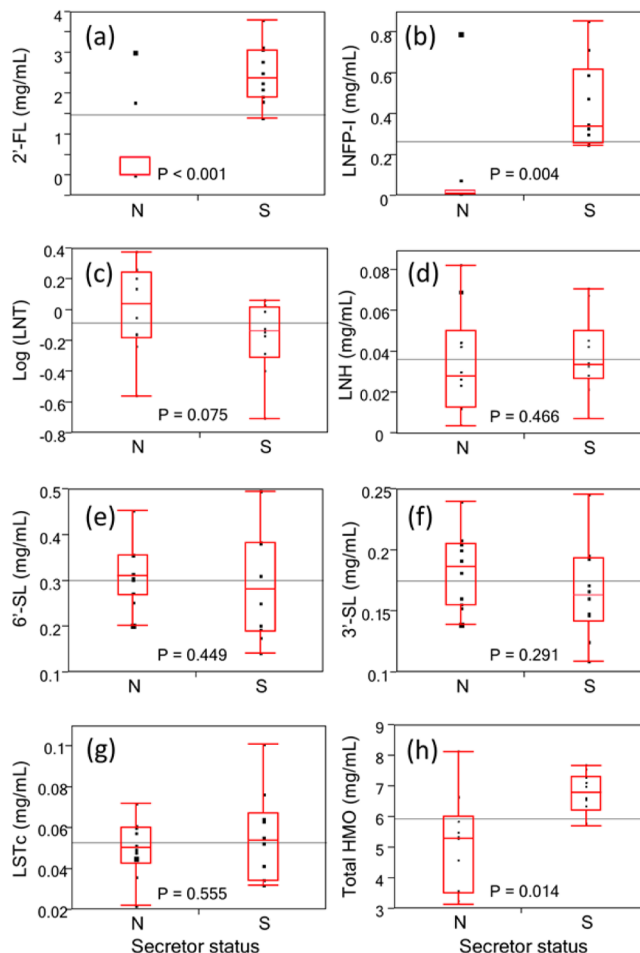 (a)
2'-FL (mg/mL)
4
3
2
1
0
P < 0.001
N
S
(b)
LNFP-I (mg/mL)
0.8
0.6
0.4
0.2
0
P = 0.004
N
S
(c)
Log (LNT)
0.4
0.2
0
-0.2
-0.4
-0.6
-0.8
P = 0.075
N
S
(d)
LNH (mg/mL)
0.08
0.06
0.04
0.02
0
P = 0.466
N
S
(e)
6'-SL (mg/mL)
0.5
0.4
0.3
0.2
0.1
P = 0.449
N
S
(f)
3'-SL (mg/mL)
0.25
0.20
0.15
0.10
P = 0.291
N
S
(g)
LSTc (mg/mL)
0.1
0.08
0.06
0.04
0.02
P = 0.555
N
S
Secretor status
(h)
Total HMO (mg/mL)
9
8
7
6
5
4
3
P = 0.014
N
S
Secretor status